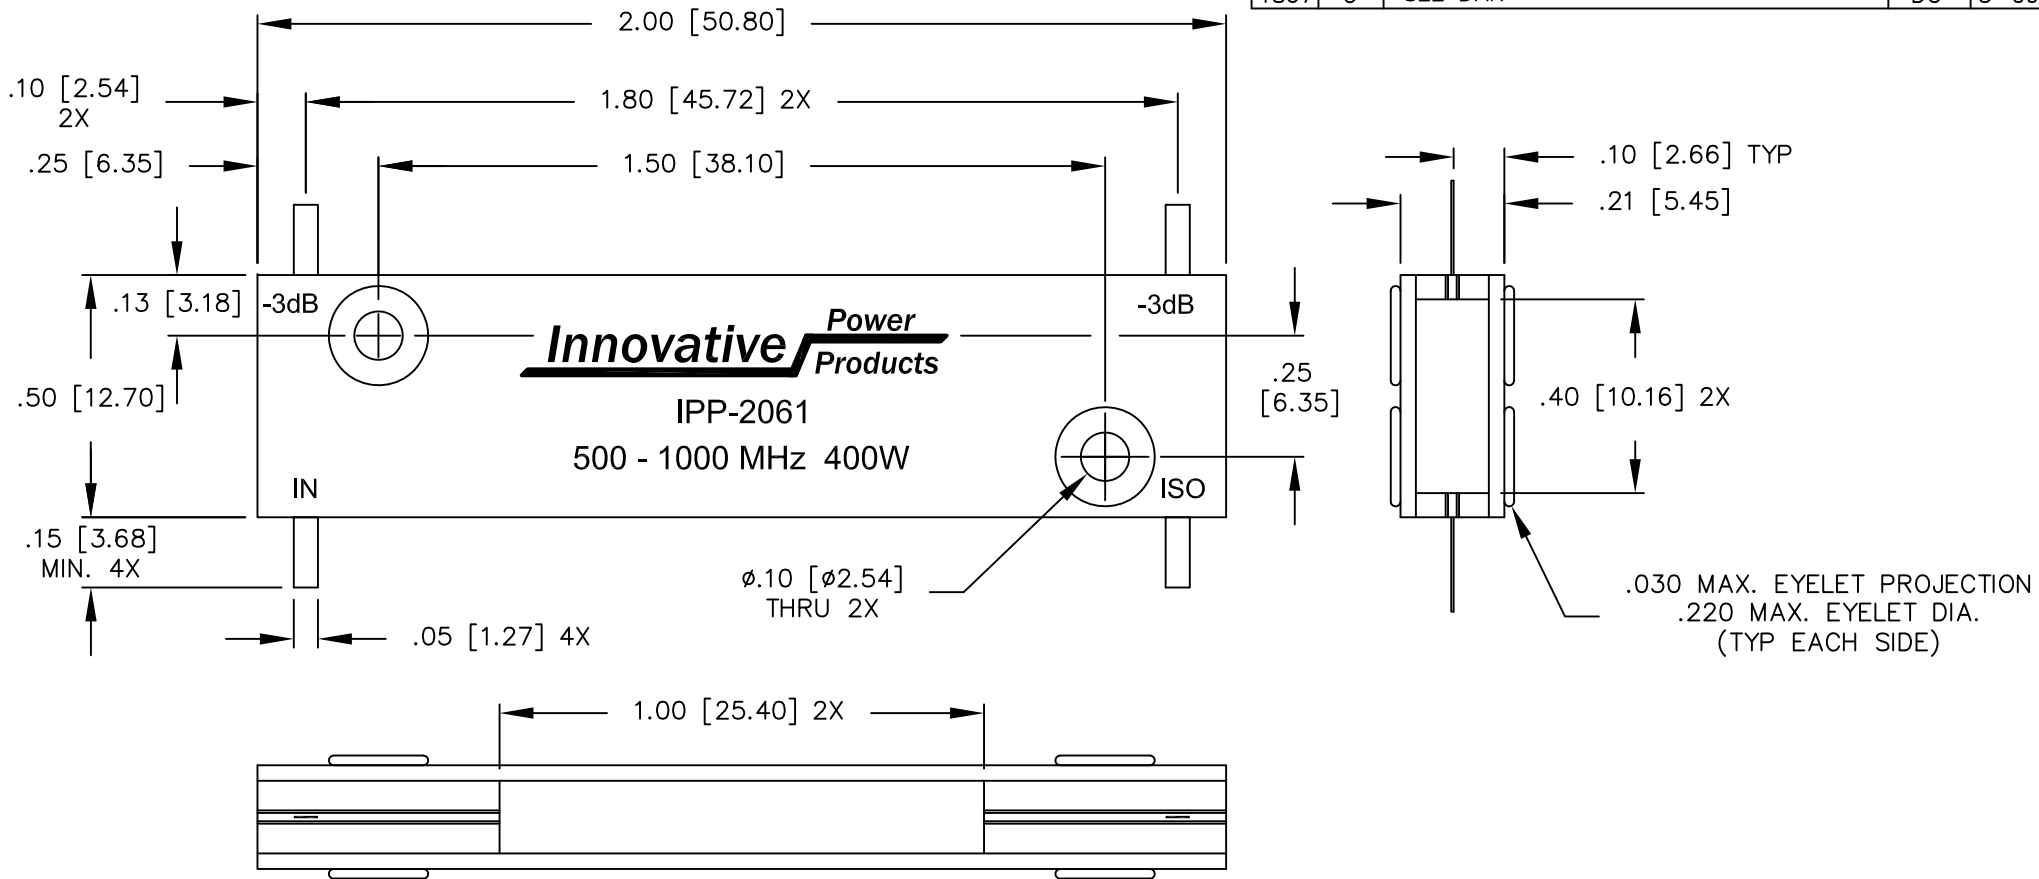 2.00 [50.80]
.10 [2.54]
2X
1.80 [45.72] 2X
.25 [6.35]
1.50 [38.10]
.10 [2.66] TYP
.21 [5.45]
.13 [3.18]
-3dB
-3dB
Innovative Power Products
IPP-2061
500 - 1000 MHz 400W
.50 [12.70]
.25
[6.35]
.40 [10.16] 2X
IN
ISO
.15 [3.68]
MIN. 4X
ø.10 [ø2.54]
THRU 2X
.05 [1.27] 4X
.030 MAX. EYELET PROJECTION
.220 MAX. EYELET DIA.
(TYP EACH SIDE)
1.00 [25.40] 2X